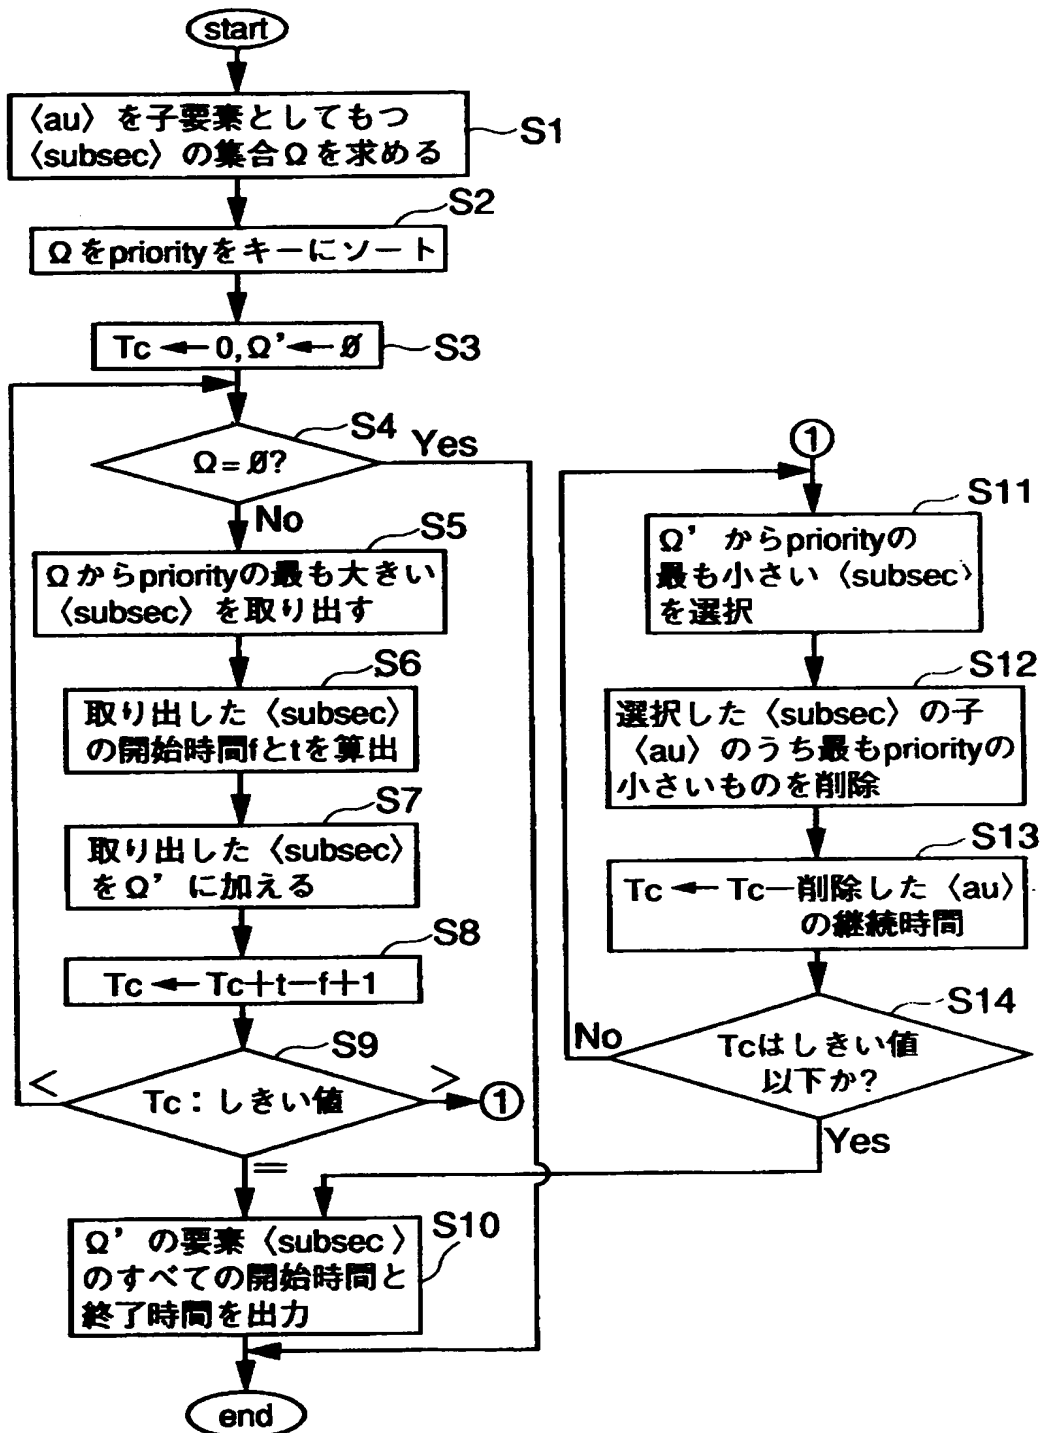 start
〈au〉を子要素としてもつ
〈subsec〉の集合Ωを求める
S1
S2
Ωをpriorityをキーにソート
Tc ← 0, Ω’ ← Ø
S3
S4
Ω = Ø?
Yes
No
S5
Ωからpriorityの最も大きい
〈subsec〉を取り出す
S6
取り出した〈subsec〉
の開始時間fとtを算出
S7
取り出した〈subsec〉
をΩ’に加える
S8
Tc ← Tc+t−f+1
S9
<
Tc：しきい値
>
①
=
S10
Ω’の要素〈subsec〉
のすべての開始時間と
終了時間を出力
end
①
S11
Ω’からpriorityの
最も小さい〈subsec〉
を選択
S12
選択した〈subsec〉の子
〈au〉のうち最もpriorityの
小さいものを削除
S13
Tc ← Tc−削除した〈au〉
の継続時間
S14
No
Tcはしきい値
以下か?
Yes